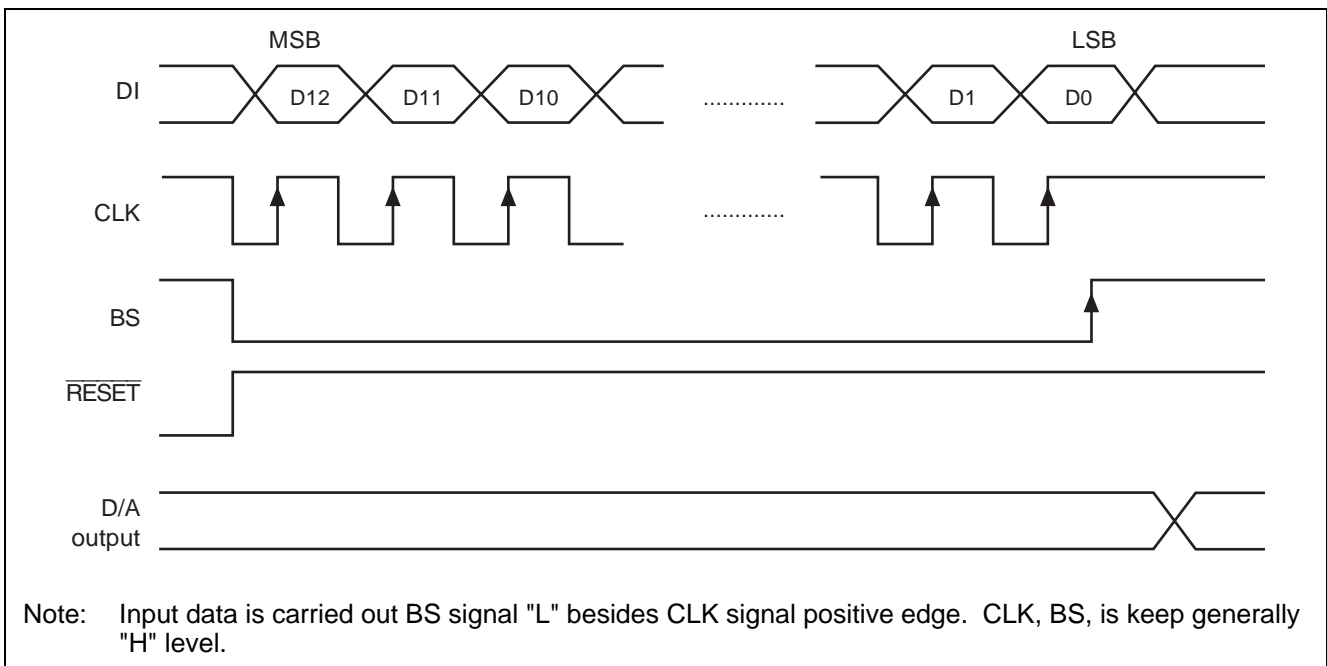 MSB LSB
DI D12 D11 D10 ............. D1 D0
CLK .............
BS
RESET
D/A
output
Note: Input data is carried out BS signal "L" besides CLK signal positive edge. CLK, BS, is keep generally
"H" level.